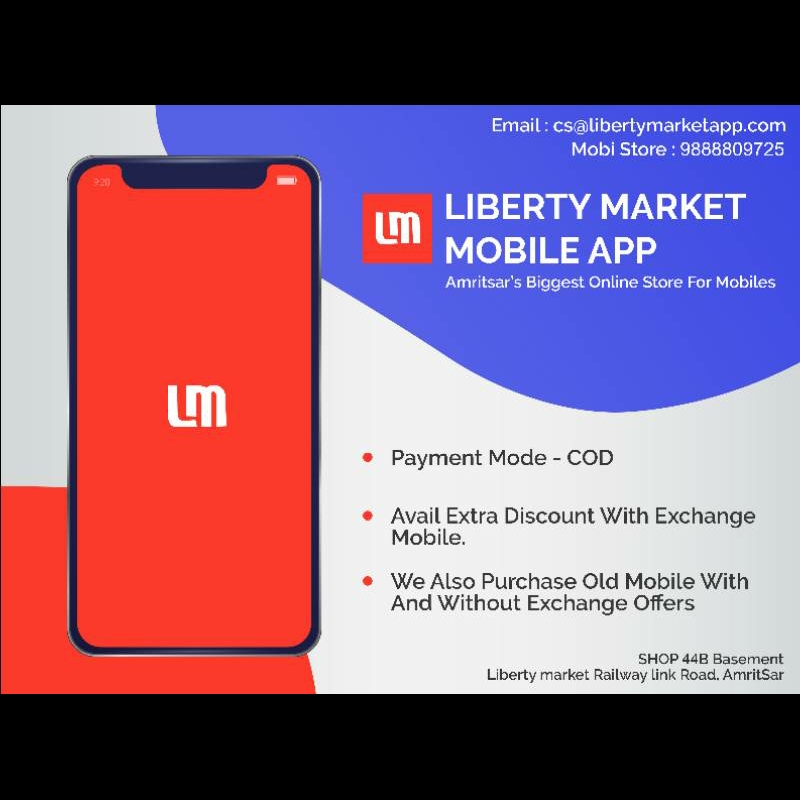 Email : cs@libertymarketapp.com
Mobi Store : 9888809725
9:20
LM
LIBERTY MARKET
MOBILE APP
Amritsar's Biggest Online Store For Mobiles
LM
Payment Mode - COD
Avail Extra Discount With Exchange
Mobile.
We Also Purchase Old Mobile With
And Without Exchange Offers
SHOP 44B Basement
Liberty market Railway link Road, AmritSar